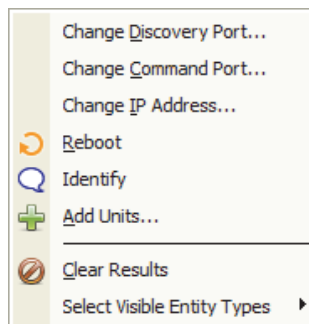 Change Discovery Port...
Change Command Port...
Change IP Address...
Reboot
Identify
Add Units...
Clear Results
Select Visible Entity Types